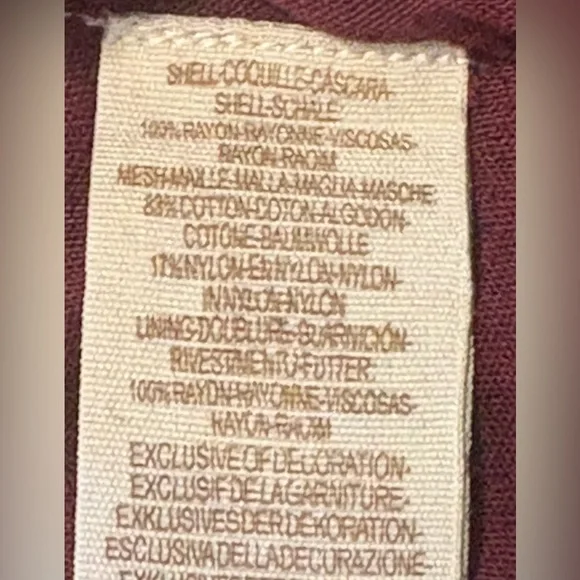 SHELL-COQUILLE-CASCARA-
SHELL-SCHALE
100% RAYON-RAYONNE-VISCOSAS-
RAYON-RAOM
MESH-MAILLE-MALLA-MAGLIA-MASCHE
83% COTTON-COTON-ALGODON-
COTONE-BAUMWOLLE
17% NYLON-EN NYLON-NYLON-
IN NYLON-NYLON
LINING-DOUBLURE-GUARNICIÓN-
RIVESTIMENTO-FUTTER
100% RAYON-RAYONNE-VISCOSAS-
RAYON-RAOM
EXCLUSIVE OF DECORATION-
EXCLUSIF DE LA GARNITURE-
EXKLUSIVES DER DEKORATION-
ESCLUSIVA DELLA DECORAZIONE-